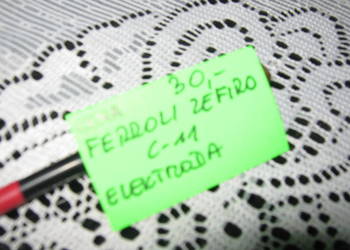 30,-
FERROLI ZEFIRO
C-11
ELEKTRODA